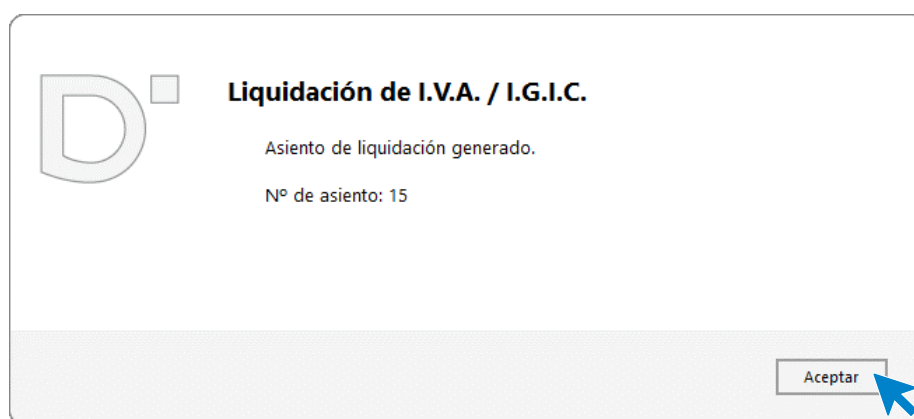 Liquidación de I.V.A. / I.G.I.C.
Asiento de liquidación generado.
Nº de asiento: 15
Aceptar